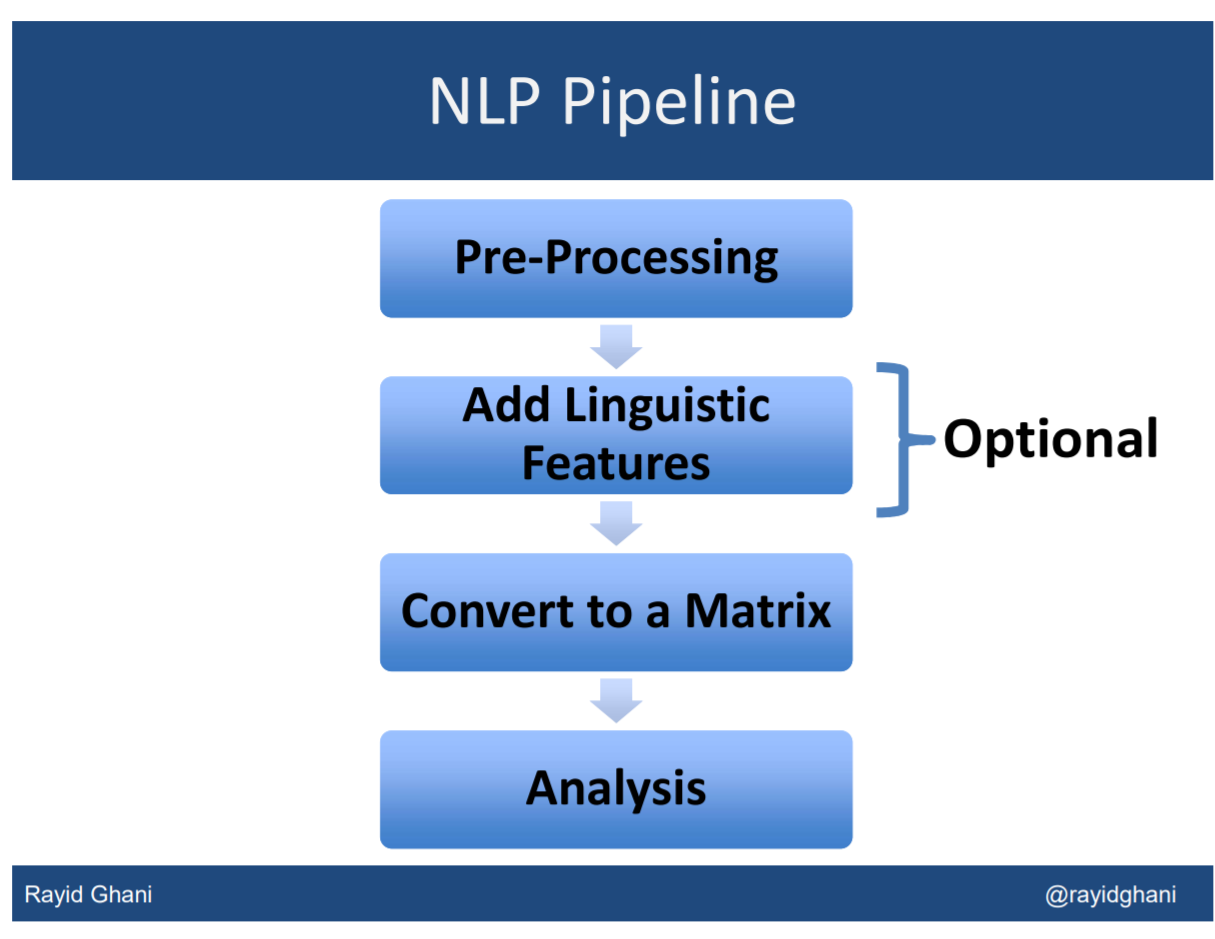 NLP Pipeline
Pre-Processing
Add Linguistic
Features
Optional
Convert to a Matrix
Analysis
Rayid Ghani
@rayidghani